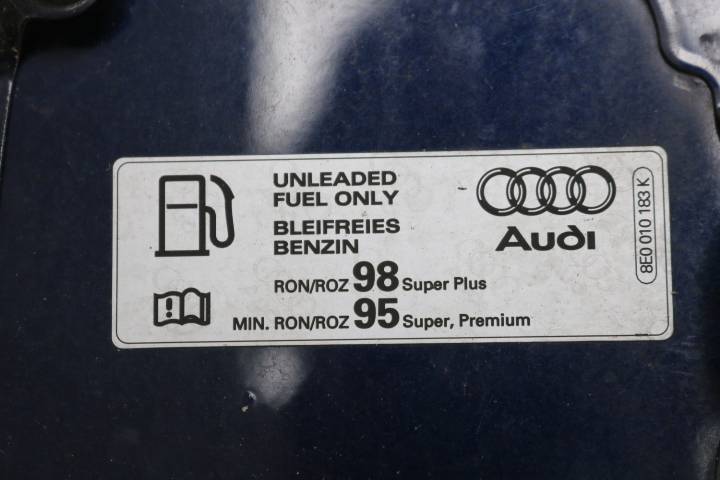 UNLEADED
FUEL ONLY
BLEIFREIES
BENZIN
RON/ROZ 98 Super Plus
MIN. RON/ROZ 95 Super, Premium
Audi
8E0 010 183 K